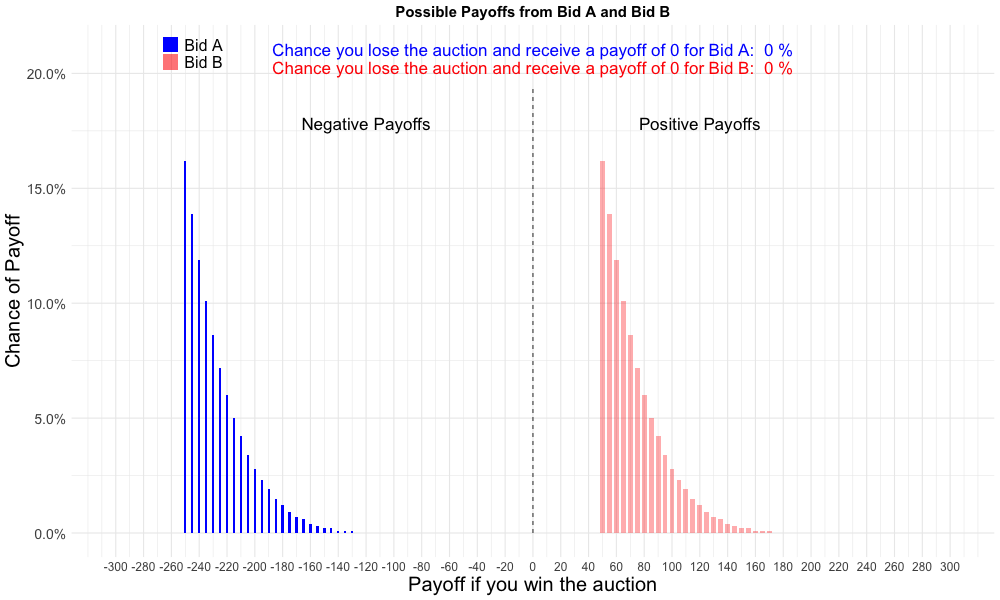 Possible Payoffs from Bid A and Bid B
Bid A
Bid B
Chance you lose the auction and receive a payoff of 0 for Bid A:  0 %
Chance you lose the auction and receive a payoff of 0 for Bid B:  0 %
Negative Payoffs
Positive Payoffs
Chance of Payoff
20.0%
15.0%
10.0%
5.0%
0.0%
-300 -280 -260 -240 -220 -200 -180 -160 -140 -120 -100 -80 -60 -40 -20 0 20 40 60 80 100 120 140 160 180 200 220 240 260 280 300
Payoff if you win the auction